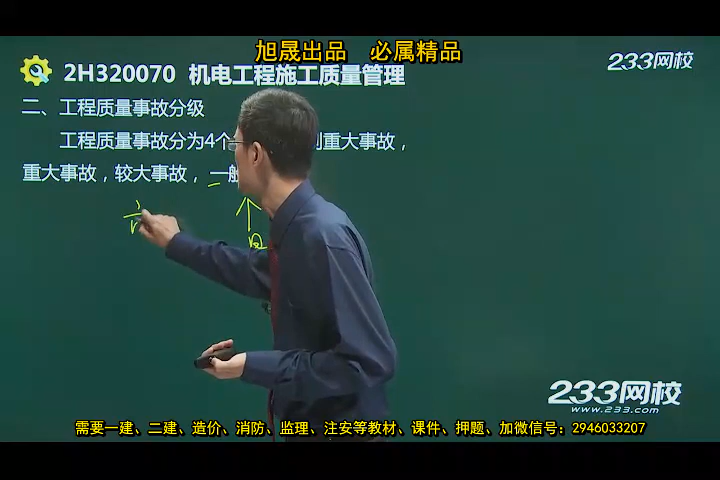 旭晟出品 必属精品
233网校
2H320070 机电工程施工质量管理
二、工程质量事故分级
工程质量事故分为4个 别重大事故，
重大事故，较大事故，一般
233网校
www.233.com
需要一建、二建、造价、消防、监理、注安等教材、课件、押题、加微信号：2946033207